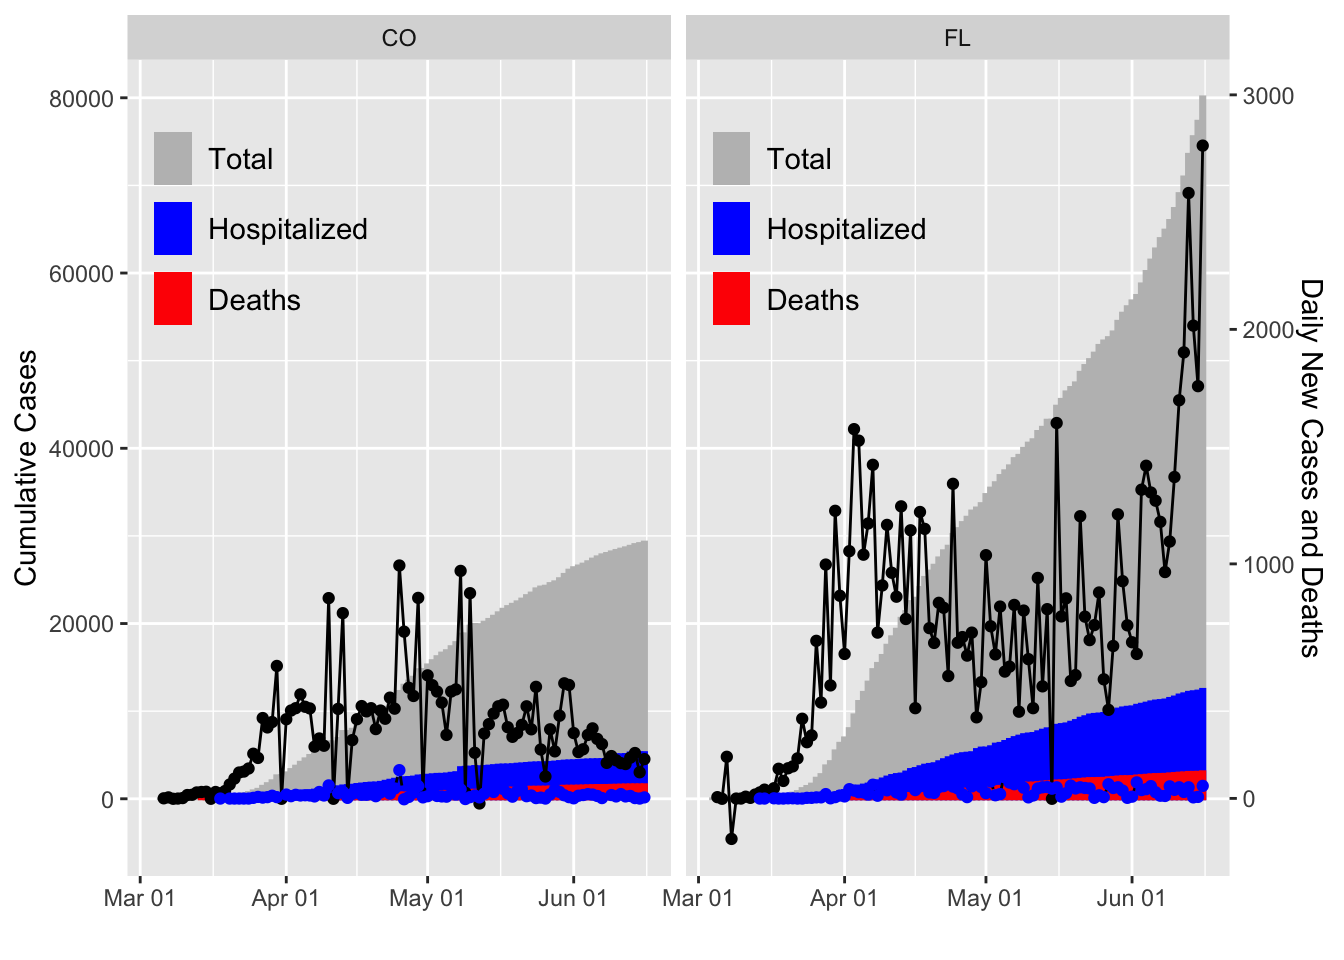 CO
FL
80000
60000
40000
20000
0
Cumulative Cases
Total
Hospitalized
Deaths
Total
Hospitalized
Deaths
3000
2000
1000
0
Daily New Cases and Deaths
Mar 01
Apr 01
May 01
Jun 01
Mar 01
Apr 01
May 01
Jun 01